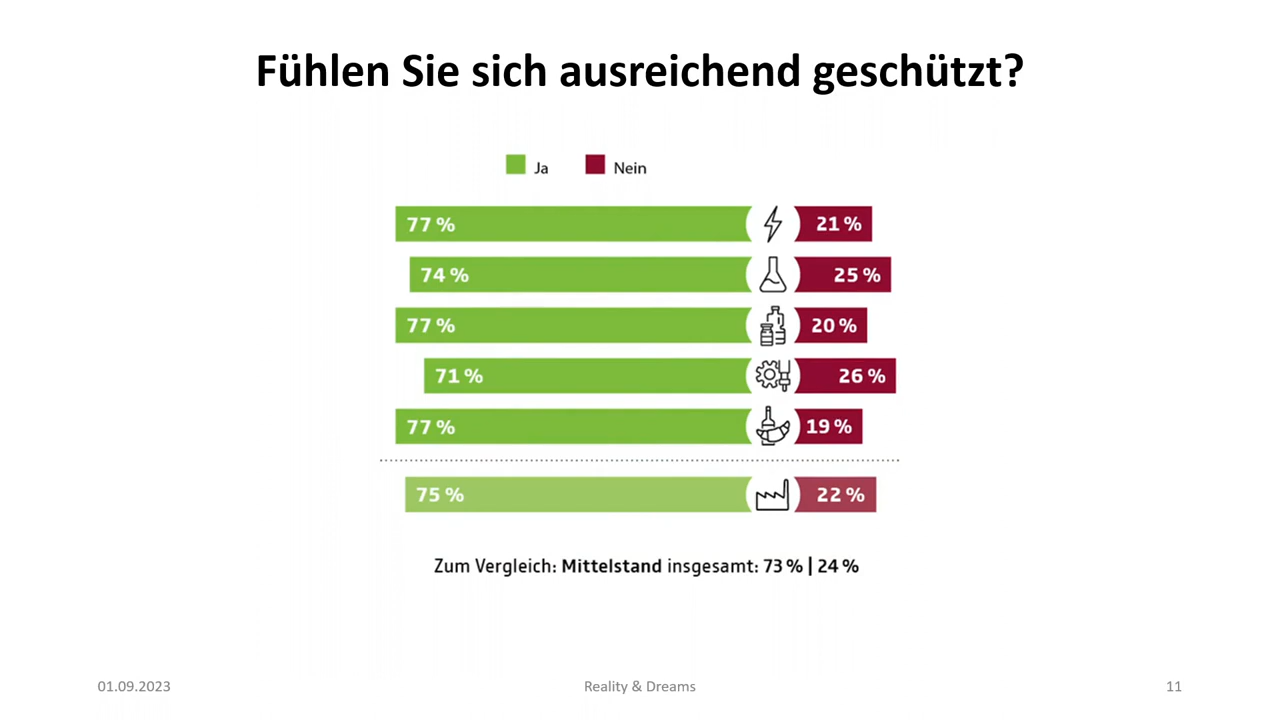 Fühlen Sie sich ausreichend geschützt?
Ja Nein
77 % 21 %
74 % 25 %
77 % 20 %
71 % 26 %
77 % 19 %
75 % 22 %
Zum Vergleich: Mittelstand insgesamt: 73 % | 24 %
01.09.2023 Reality & Dreams 11